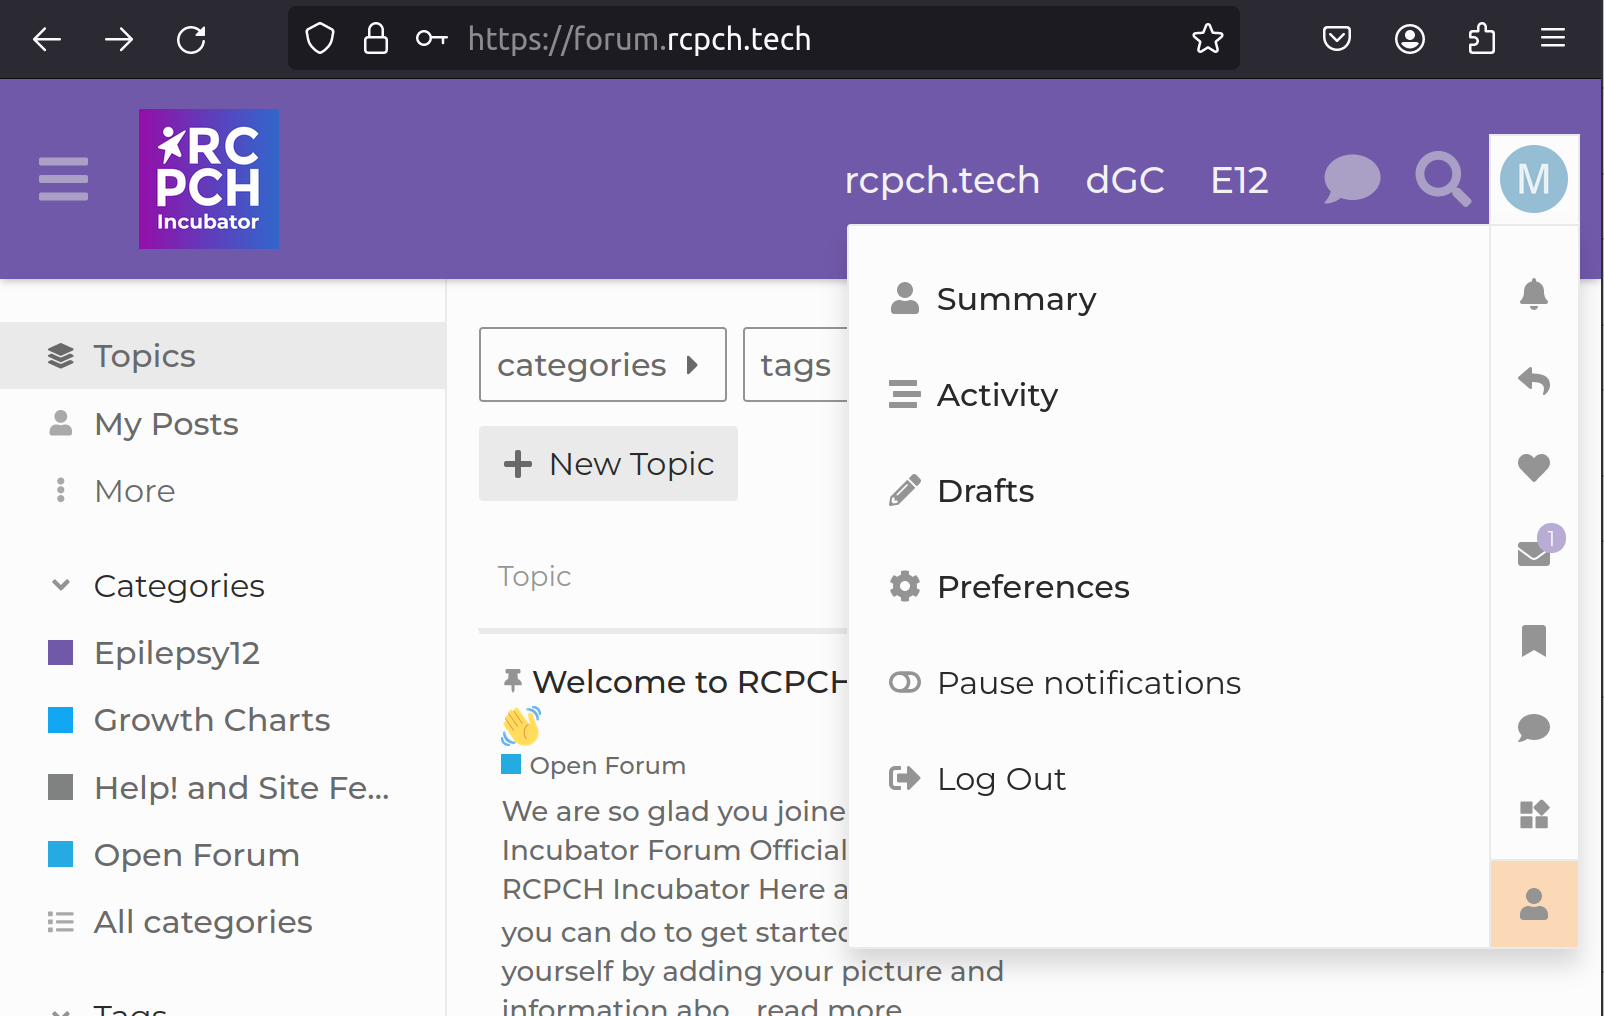 https://forum.rcpch.tech
RC
PCH
Incubator
rcpch.tech dGC E12
M
Topics
My Posts
More
Categories
Epilepsy12
Growth Charts
Help! and Site Fe...
Open Forum
All categories
Tags
categories
tags
New Topic
Topic
Welcome to RCPCH
Open Forum
We are so glad you joine
Incubator Forum Official
RCPCH Incubator Here a
you can do to get started
yourself by adding your picture and
information abo... read more
Summary
Activity
Drafts
Preferences
Pause notifications
Log Out
1